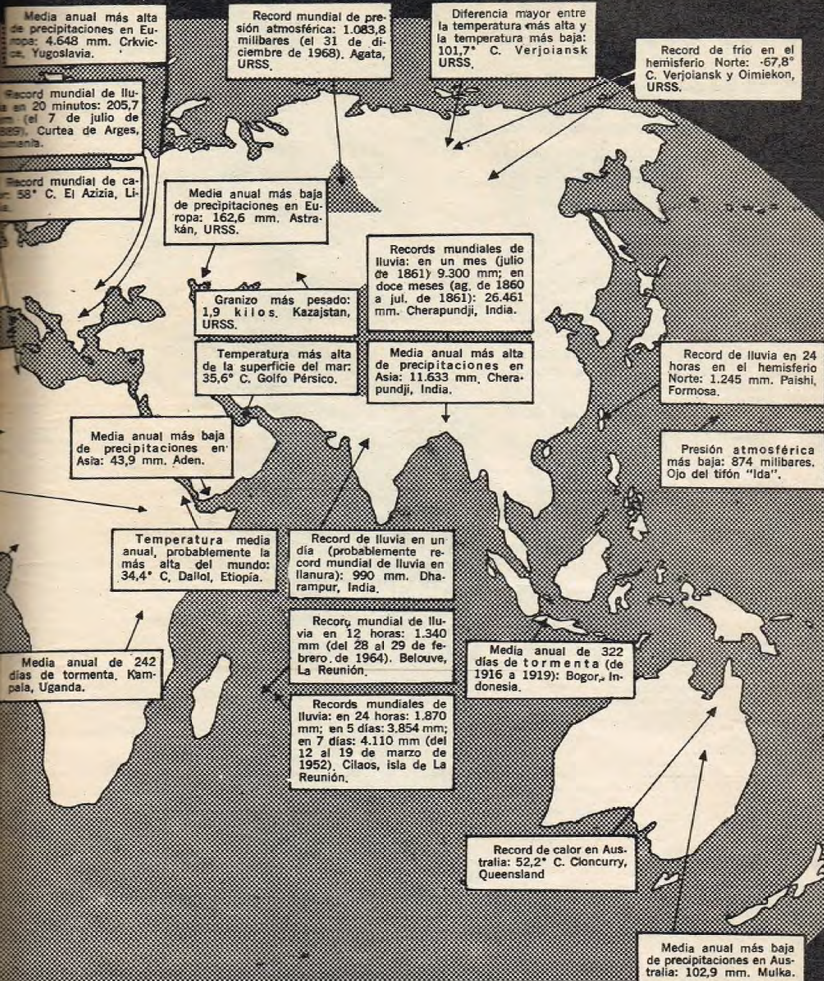 Media anual más alta
de precipitaciones en Eu-
ropa: 4.648 mm. Crkvic-
ce, Yugoslavia.
Record mundial de pre-
sión atmosférica: 1.083,8
milibares (el 31 de di-
ciembre de 1968). Agata,
URSS.
Diferencia mayor entre
la temperatura más alta y
la temperatura más baja:
101,7° C. Verjoiansk
URSS.
Record de frío en el
hemisferio Norte: -67,8°
C. Verjoiansk y Oimiekon,
URSS.
Record mundial de llu-
en 20 minutos: 205,7
(el 7 de julio de
889). Curtea de Arges,
Record mundial de ca-
58° C. El Azizia, Li-
Media anual más baja
de precipitaciones en Eu-
ropa: 162,6 mm. Astra-
kán, URSS.
Records mundiales de
lluvia: en un mes (julio
de 1861) 9.300 mm; en
doce meses (ag. de 1860
a jul. de 1861): 26.461
mm. Cherapundji, India.
Granizo más pesado:
1,9 kilos. Kazajstan,
URSS.
Temperatura más alta
de la superficie del mar:
35,6° C. Golfo Pérsico.
Media anual más alta
de precipitaciones en
Asia: 11.633 mm. Chera-
pundji, India.
Record de lluvia en 24
horas en el hemisferio
Norte: 1.245 mm. Paishi,
Formosa.
Media anual más baja
de precipitaciones en
Asia: 43,9 mm. Aden.
Presión atmosférica
más baja: 874 milibares.
Ojo del tifón "Ida".
Temperatura media
anual, probablemente la
más alta del mundo:
34,4° C, Dallol, Etiopía.
Record de lluvia en un
día (probablemente re-
cord mundial de lluvia en
llanura): 990 mm. Dha-
rampur, India.
Record mundial de llu-
via en 12 horas: 1.340
mm (del 28 al 29 de fe-
brero de 1964). Belouve,
La Reunión.
Media anual de 322
días de tormenta (de
1916 a 1919): Bogor, In-
donesia.
Media anual de 242
días de tormenta. Kam-
pala, Uganda.
Records mundiales de
lluvia: en 24 horas: 1.870
mm; en 5 días: 3.854 mm;
en 7 días: 4.110 mm (del
12 al 19 de marzo de
1952). Cilaos, isla de La
Reunión.
Record de calor en Aus-
tralia: 52,2° C. Cloncurry,
Queensland
Media anual más baja
de precipitaciones en Aus-
tralia: 102,9 mm. Mulka.